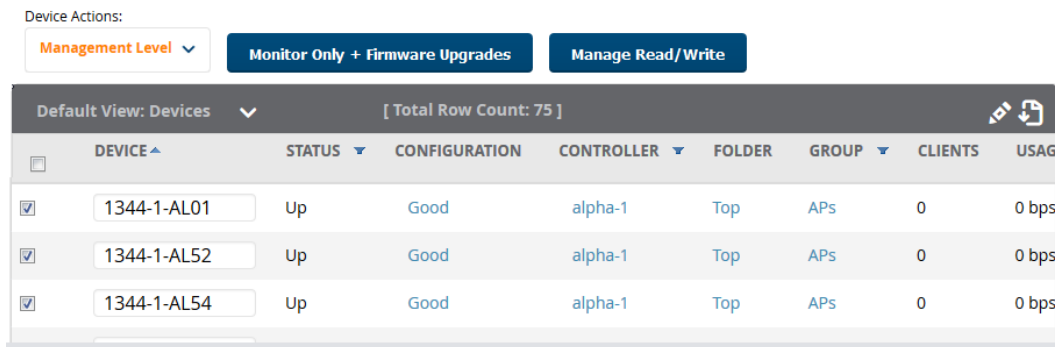 Device Actions:
Management Level Monitor Only + Firmware Upgrades Manage Read/Write
Default View: Devices [ Total Row Count: 75 ]
DEVICE STATUS CONFIGURATION CONTROLLER FOLDER GROUP CLIENTS USAG
1344-1-AL01 Up Good alpha-1 Top APs 0 0 bps
1344-1-AL52 Up Good alpha-1 Top APs 0 0 bps
1344-1-AL54 Up Good alpha-1 Top APs 0 0 bps